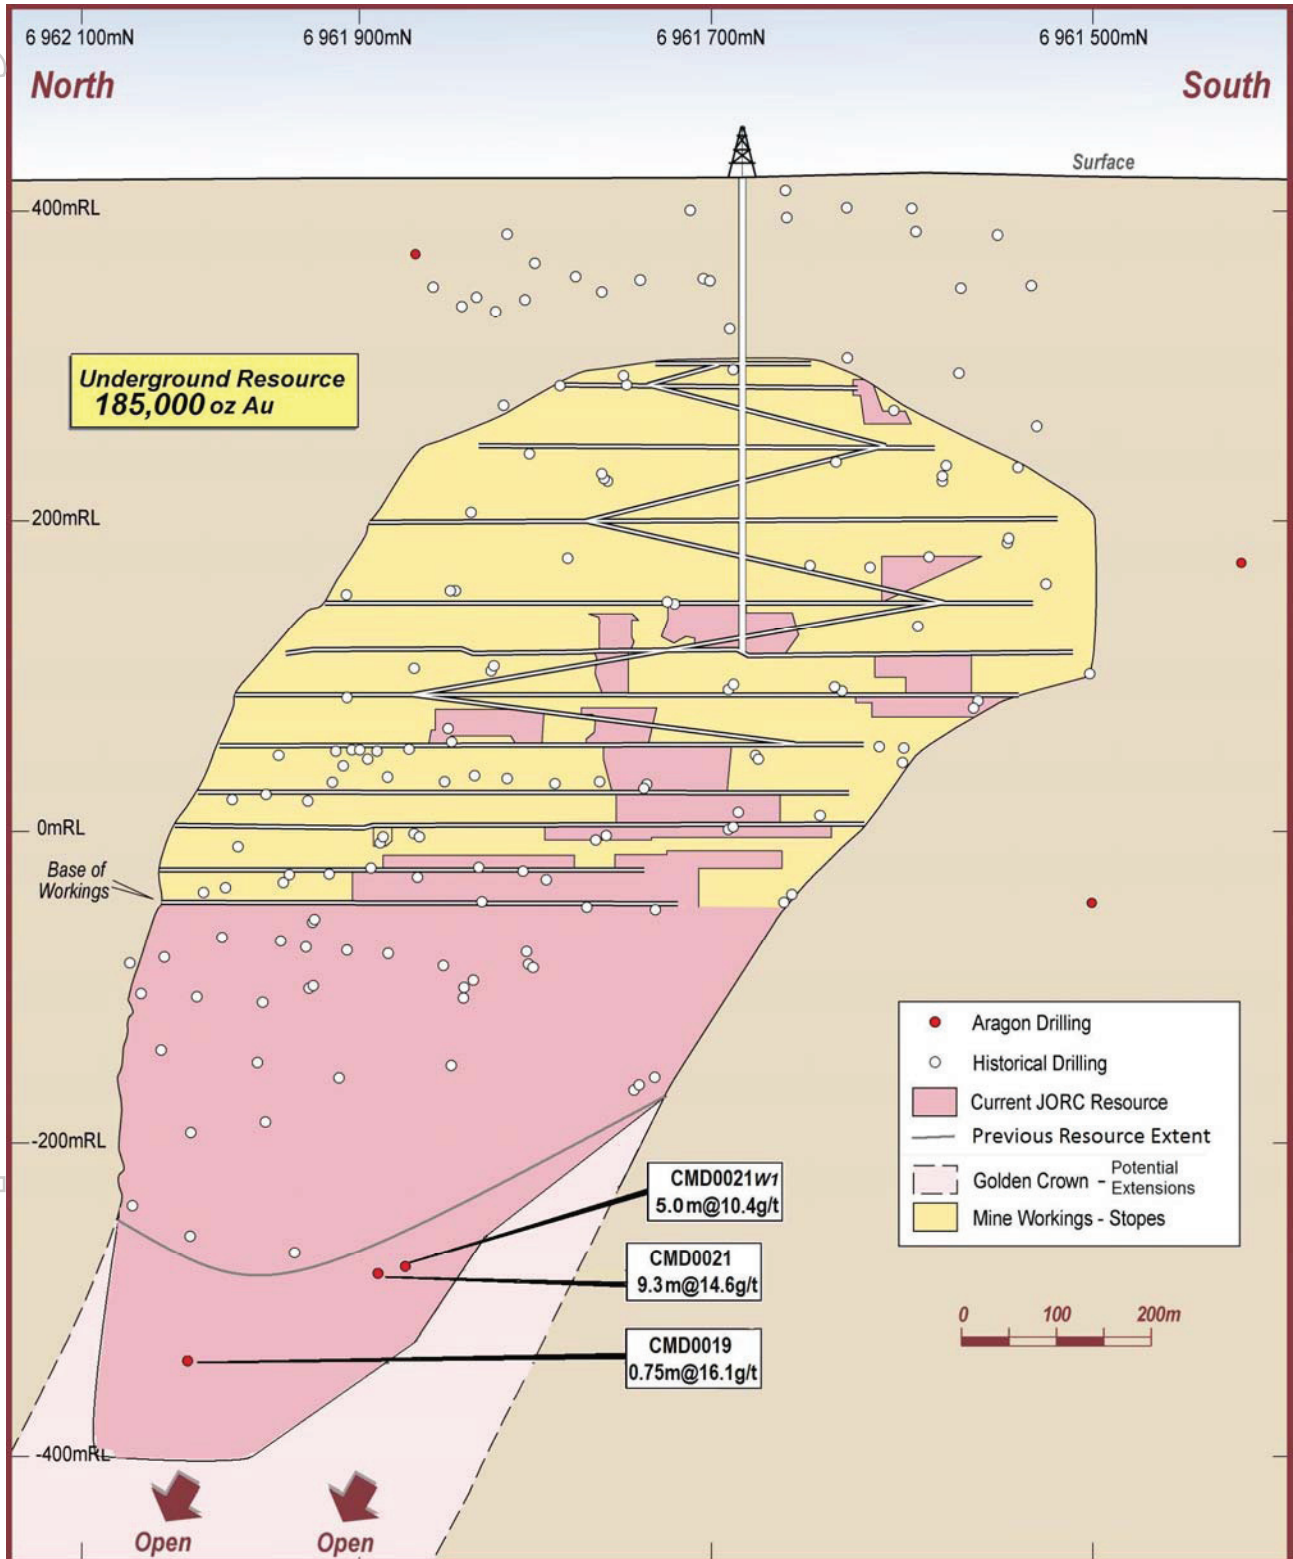 6 962 100mN
6 961 900mN
6 961 700mN
6 961 500mN
North
South
Surface
400mRL
Underground Resource
185,000 oz Au
200mRL
0mRL
Base of
Workings
Aragon Drilling
Historical Drilling
Current JORC Resource
Previous Resource Extent
Golden Crown - Potential
Extensions
Mine Workings - Stopes
-200mRL
CMD0021W1
5.0m@10.4g/t
CMD0021
9.3m@14.6g/t
CMD0019
0.75m@16.1g/t
0 100 200m
-400mRL
Open
Open